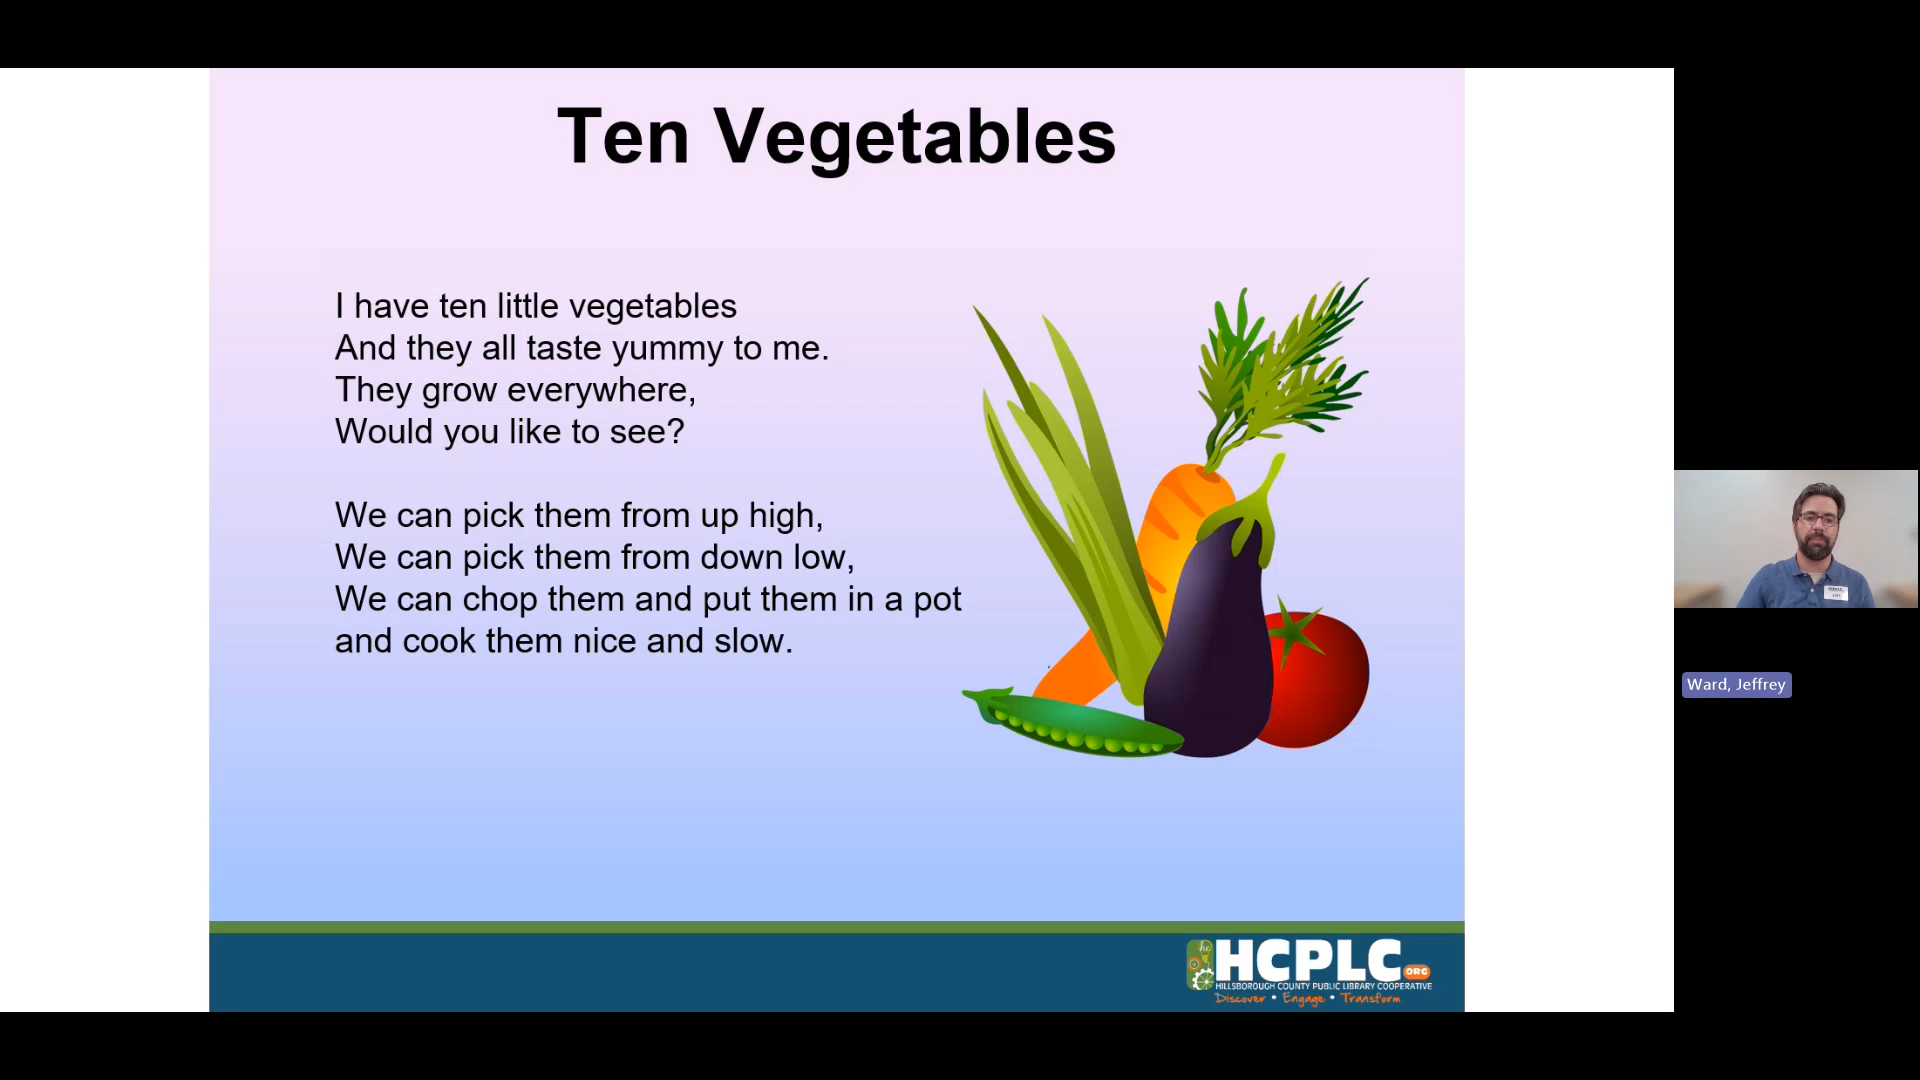 Ten Vegetables
I have ten little vegetables
And they all taste yummy to me.
They grow everywhere,
Would you like to see?
We can pick them from up high,
We can pick them from down low,
We can chop them and put them in a pot
and cook them nice and slow.
Ward, Jeffrey
hc
HCPLC ORG
HILLSBOROUGH COUNTY PUBLIC LIBRARY COOPERATIVE
Discover • Engage • Transform